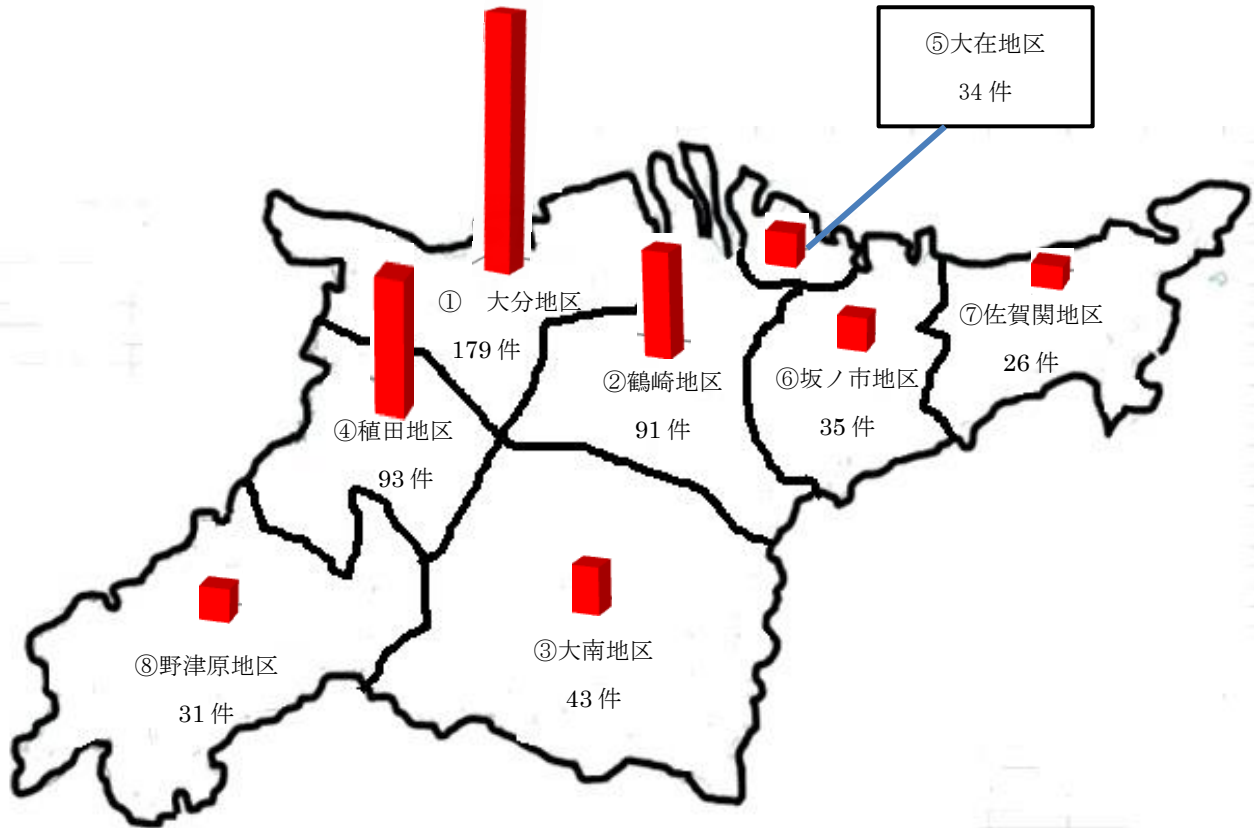 ⑤大在地区
34件
① 大分地区
179件
②鶴崎地区
91件
⑥坂ノ市地区
35件
⑦佐賀関地区
26件
④稙田地区
93件
⑧野津原地区
31件
③大南地区
43件